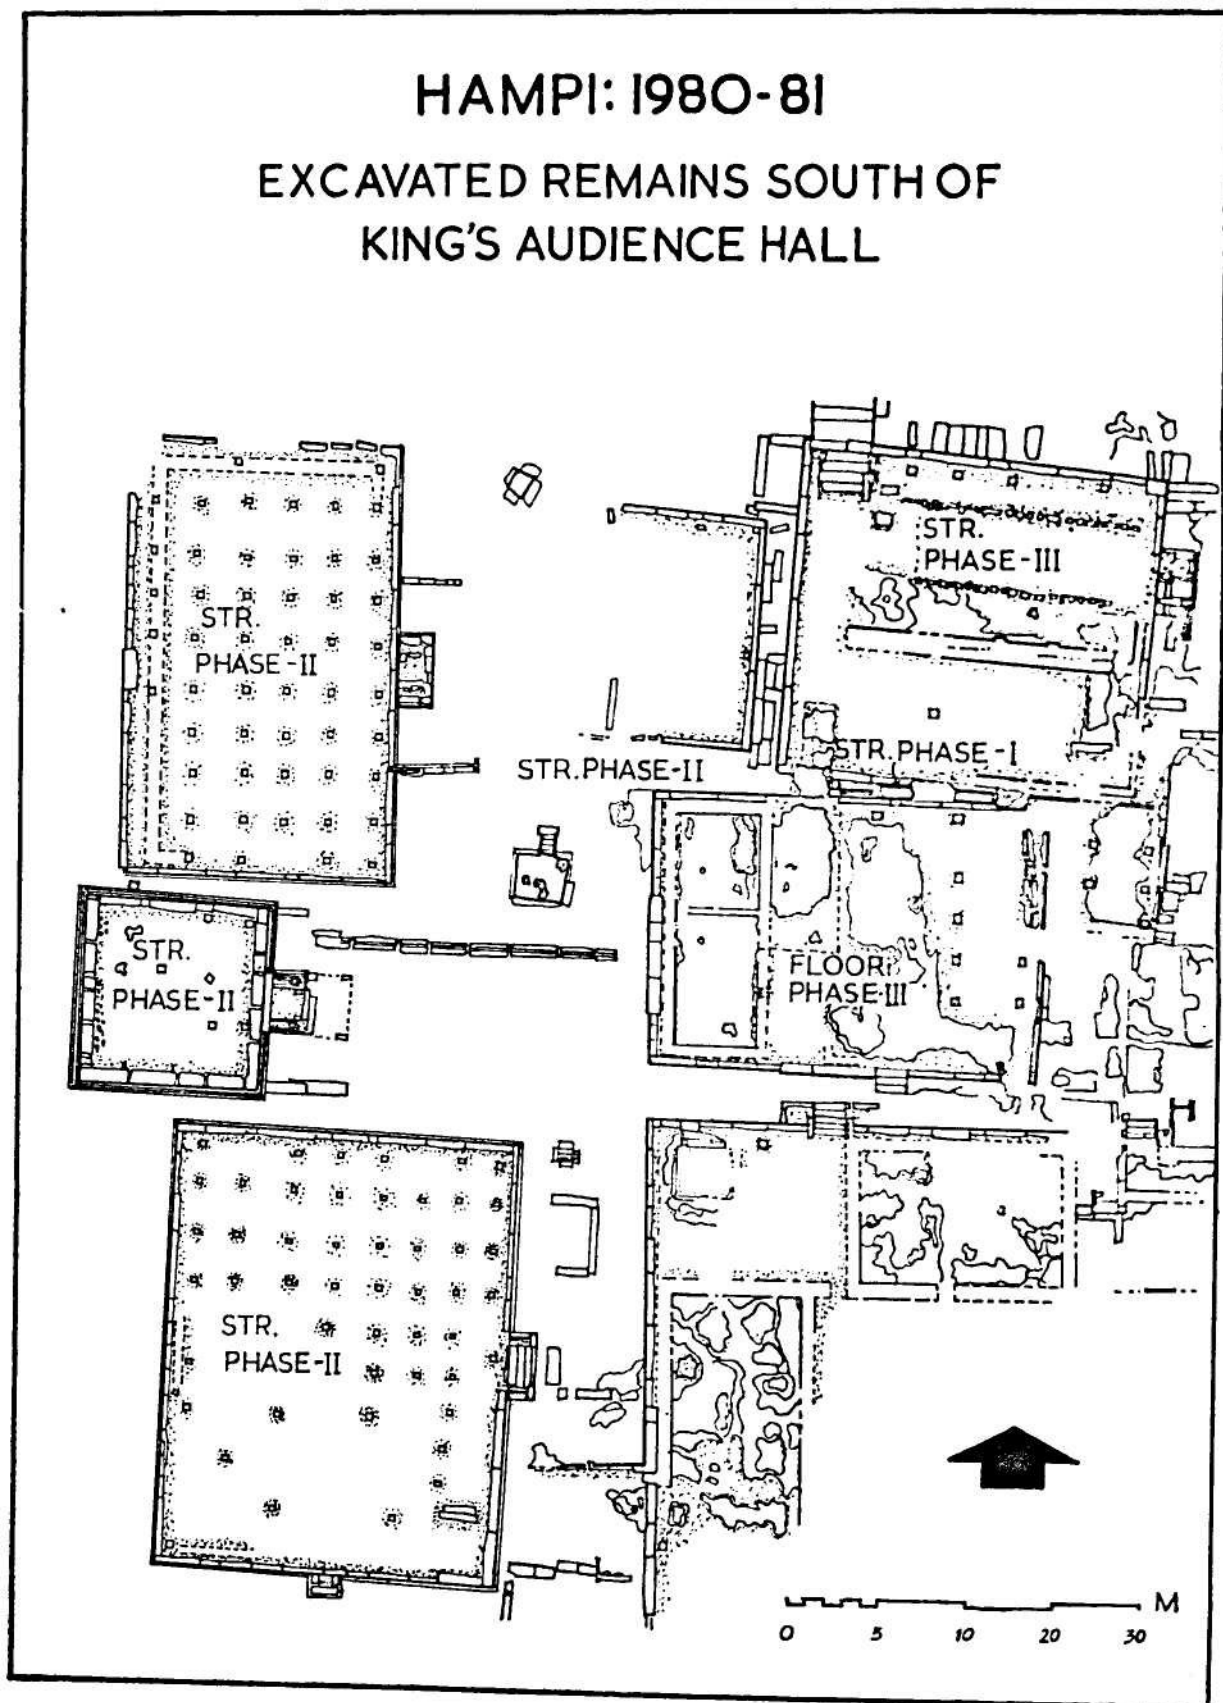 HAMPI: 1980-81
EXCAVATED REMAINS SOUTH OF
KING'S AUDIENCE HALL
STR.
PHASE-III
STR.
PHASE-II
STR. PHASE-I
STR. PHASE-II
STR.
PHASE-II
FLOOR:
PHASE-III
STR.
PHASE-II
M
0 5 10 20 30